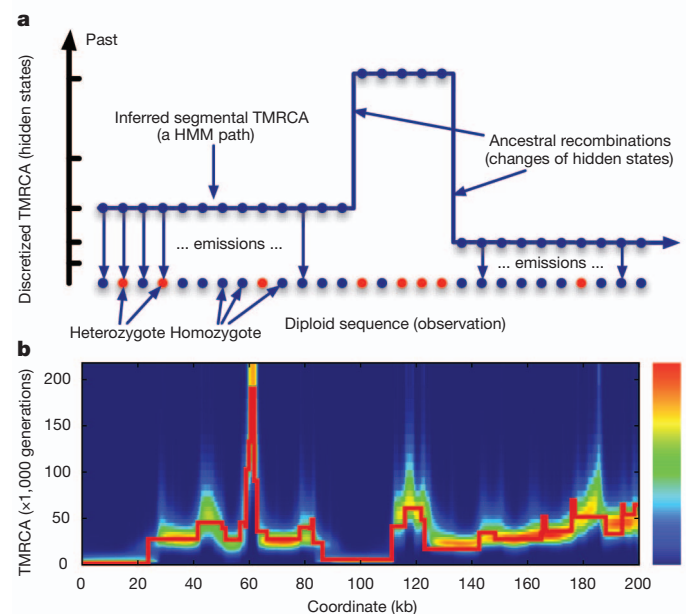 a
Past
Discretized TMRCA (hidden states)
Inferred segmental TMRCA
(a HMM path)
Ancestral recombinations
(changes of hidden states)
... emissions ...
... emissions ...
Heterozygote Homozygote
Diploid sequence (observation)
b
TMRCA (×1,000 generations)
200
150
100
50
0
0 20 40 60 80 100 120 140 160 180 200
Coordinate (kb)